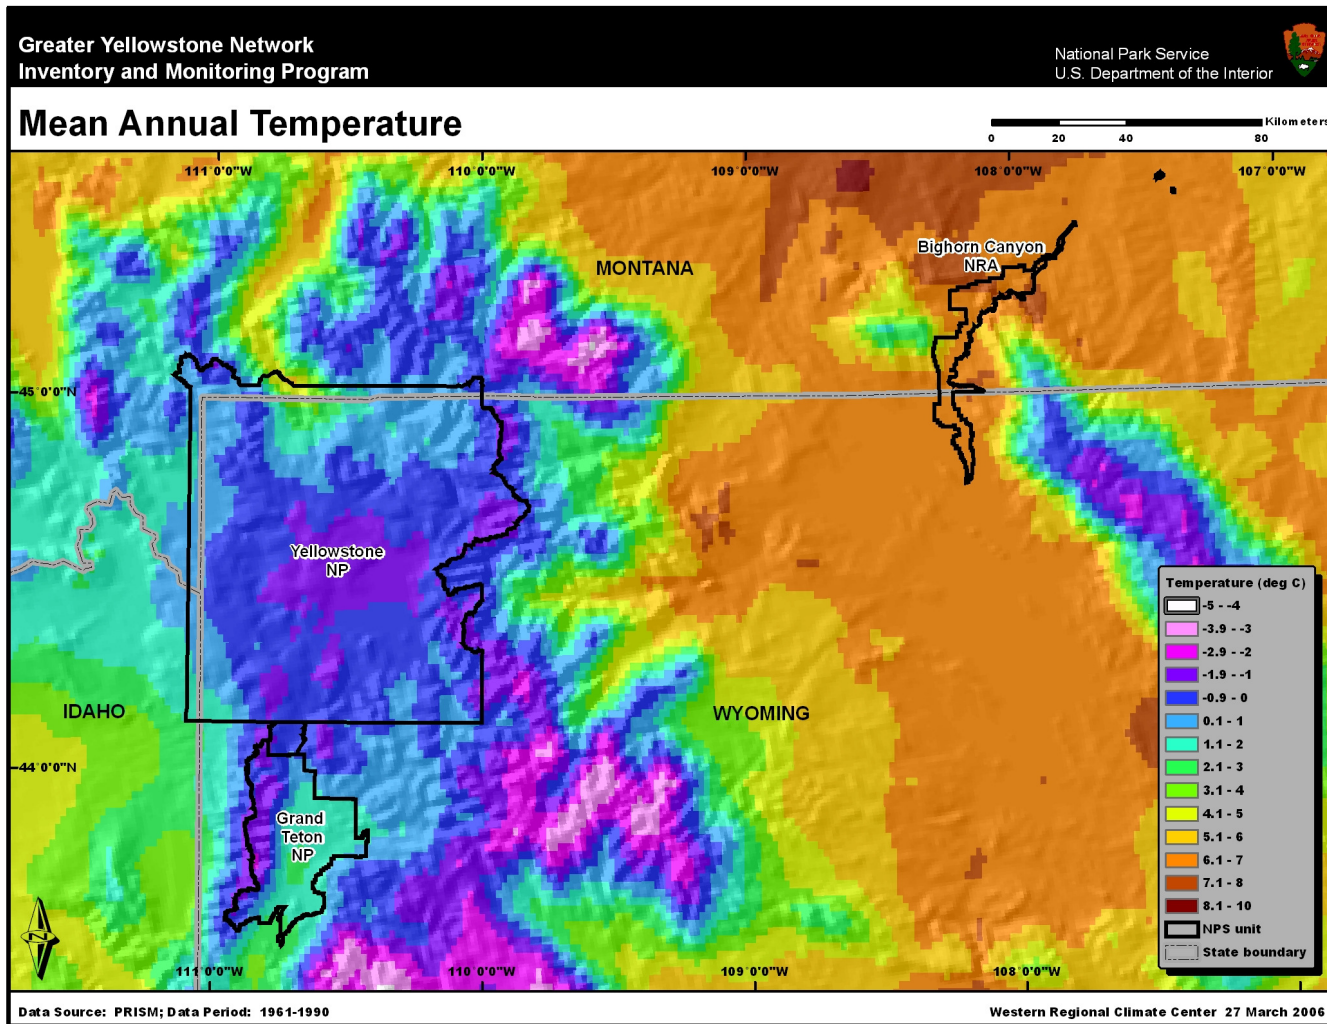 Greater Yellowstone Network
Inventory and Monitoring Program
National Park Service
U.S. Department of the Interior
Mean Annual Temperature
Kilometers
0 20 40 80
111°0'0"W 110°0'0"W 109°0'0"W 108°0'0"W 107°0'0"W
Bighorn Canyon
NRA
MONTANA
45°0'0"N
Yellowstone
NP
IDAHO
WYOMING
44°0'0"N
Grand
Teton
NP
Temperature (deg C)
-5 - -4
-3.9 - -3
-2.9 - -2
-1.9 - -1
-0.9 - 0
0.1 - 1
1.1 - 2
2.1 - 3
3.1 - 4
4.1 - 5
5.1 - 6
6.1 - 7
7.1 - 8
8.1 - 10
NPS unit
State boundary
N
111°0'0"W 110°0'0"W 109°0'0"W 108°0'0"W
Data Source: PRISM; Data Period: 1961-1990
Western Regional Climate Center 27 March 2006